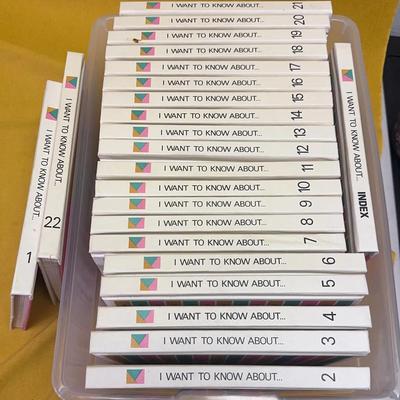 I WANT TO KNOW ABOUT... 21
I WANT TO KNOW ABOUT... 20
I WANT TO KNOW ABOUT... 19
I WANT TO KNOW ABOUT... 18
I WANT TO KNOW ABOUT... 17
I WANT TO KNOW ABOUT... 16
I WANT TO KNOW ABOUT... 15
I WANT TO KNOW ABOUT... 14
I WANT TO KNOW ABOUT... 13
I WANT TO KNOW ABOUT... 12
I WANT TO KNOW ABOUT... 11
I WANT TO KNOW ABOUT... 10
I WANT TO KNOW ABOUT... 9
I WANT TO KNOW ABOUT... 8
I WANT TO KNOW ABOUT... 7
I WANT TO KNOW ABOUT... 6
I WANT TO KNOW ABOUT... 5
I WANT TO KNOW ABOUT... 4
I WANT TO KNOW ABOUT... 3
I WANT TO KNOW ABOUT... 2
I WANT TO KNOW ABOUT... 1
I WANT TO KNOW ABOUT... 22
I WANT TO KNOW ABOUT... INDEX